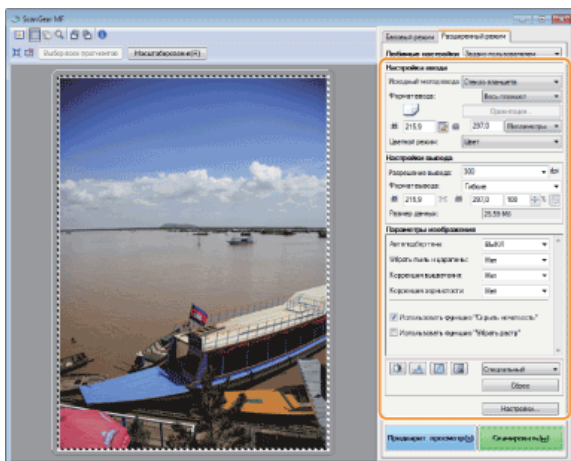 ScanGear MF
Выбор всех фрагментов
Масштабирование(R)
Базовый режим
Расширенный режим
Любимые настройки
Задано пользователем
Настройки ввода
Исходный метод ввода:
Стекло планшета
Формат ввода:
Весь планшет
Ориентация...
215,9
297,0
Миллиметры
Цветной режим:
Цвет
Настройки вывода
Разрешение вывода:
300
dpi
Формат вывода:
Гибкие
215,9
297,0
100
%
Размер данных:
25,59 Мб
Параметры изображения
Автоподбор тона:
ВЫКЛ
Убрать пыль и царапины:
Нет
Коррекция выцветания:
Нет
Коррекция зернистости:
Нет
Использовать функцию "Скрыть нечеткость"
Использовать функцию "Убрать растр"
Специальный
Сброс
Настройки...
Предварит. просмотр(P)
Сканировать